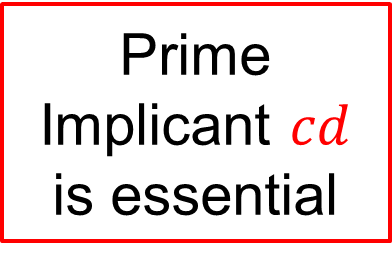 Prime
Implicant cd
is essential